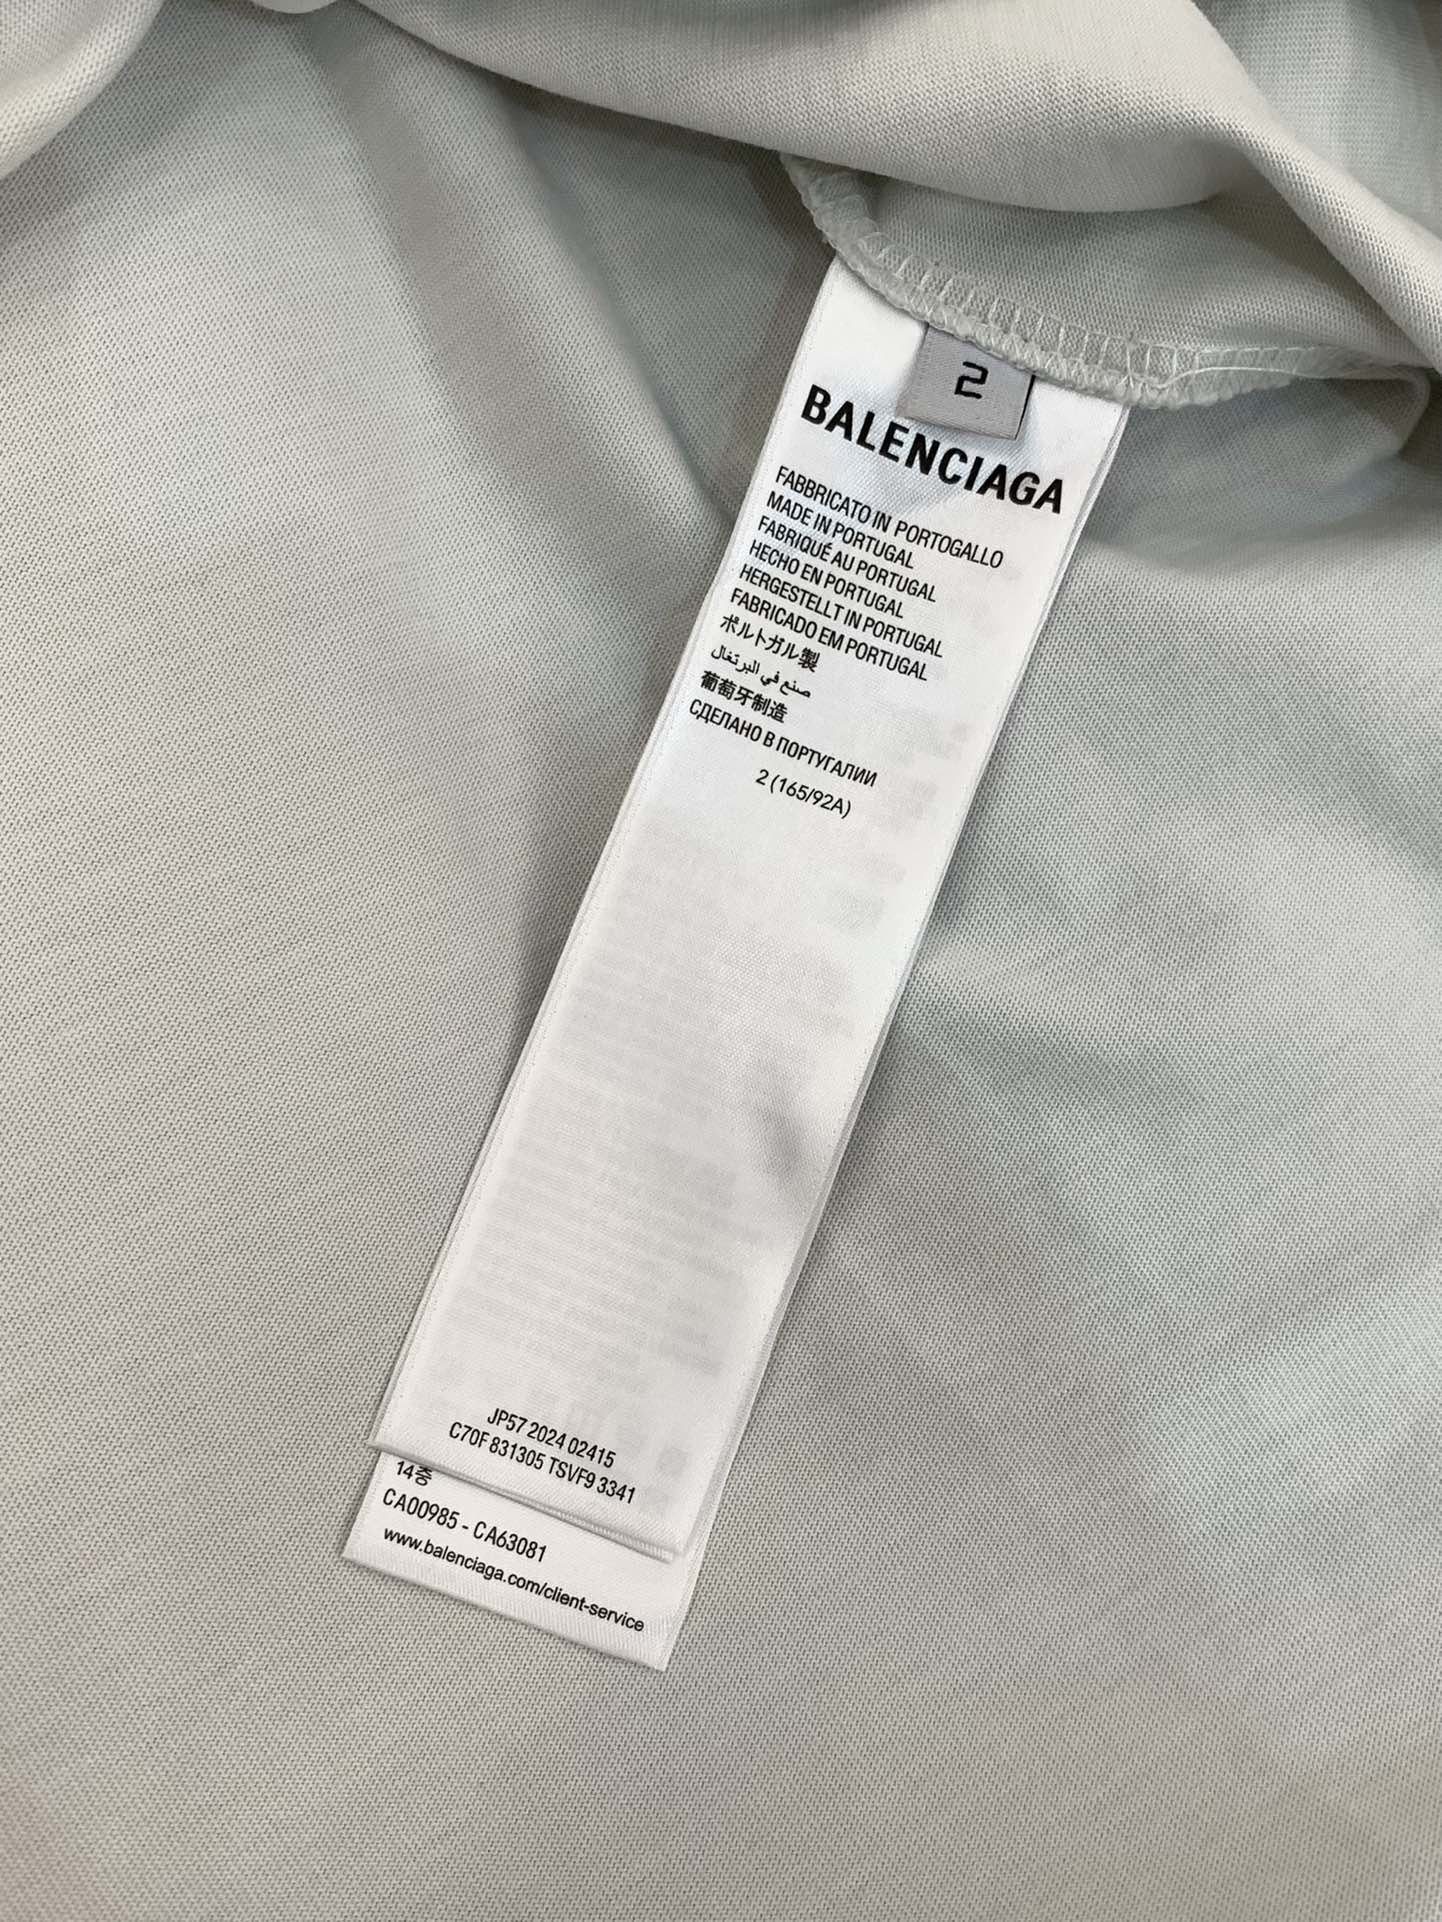 2
BALENCIAGA
FABBRICATO IN PORTOGALLO
MADE IN PORTUGAL
FABRIQUÉ AU PORTUGAL
HECHO EN PORTUGAL
HERGESTELLT IN PORTUGAL
FABRICADO EM PORTUGAL
ポルトガル製
صنع في البرتغال
葡萄牙制造
СДЕЛАНО В ПОРТУГАЛИИ
2 (165/92A)
JP57 2024 02415
C70F 831305 TSVF9 3341
14증
CA00985 - CA63081
www.balenciaga.com/client-service